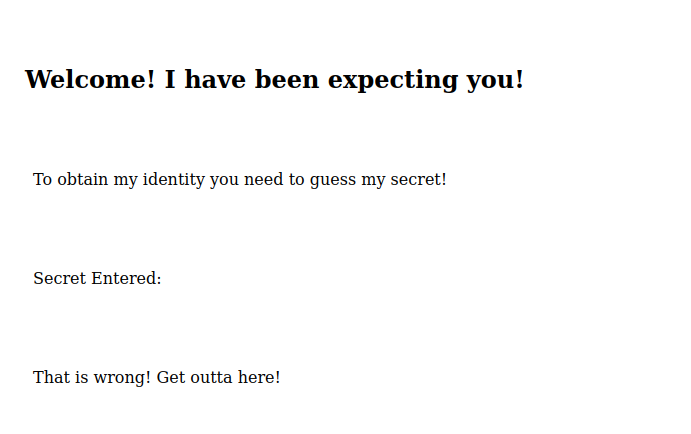 Welcome! I have been expecting you!
To obtain my identity you need to guess my secret!
Secret Entered:
That is wrong! Get outta here!